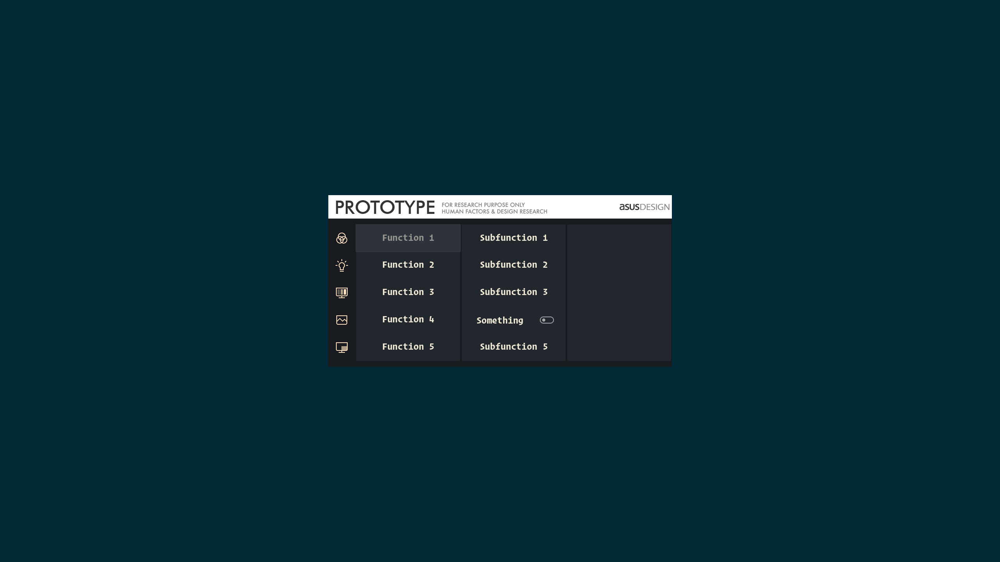 PROTOTYPE
FOR RESEARCH PURPOSE ONLY
HUMAN FACTORS & DESIGN RESEARCH
asusDESIGN
Function 1
Function 2
Function 3
Function 4
Function 5
Subfunction 1
Subfunction 2
Subfunction 3
Something
Subfunction 5